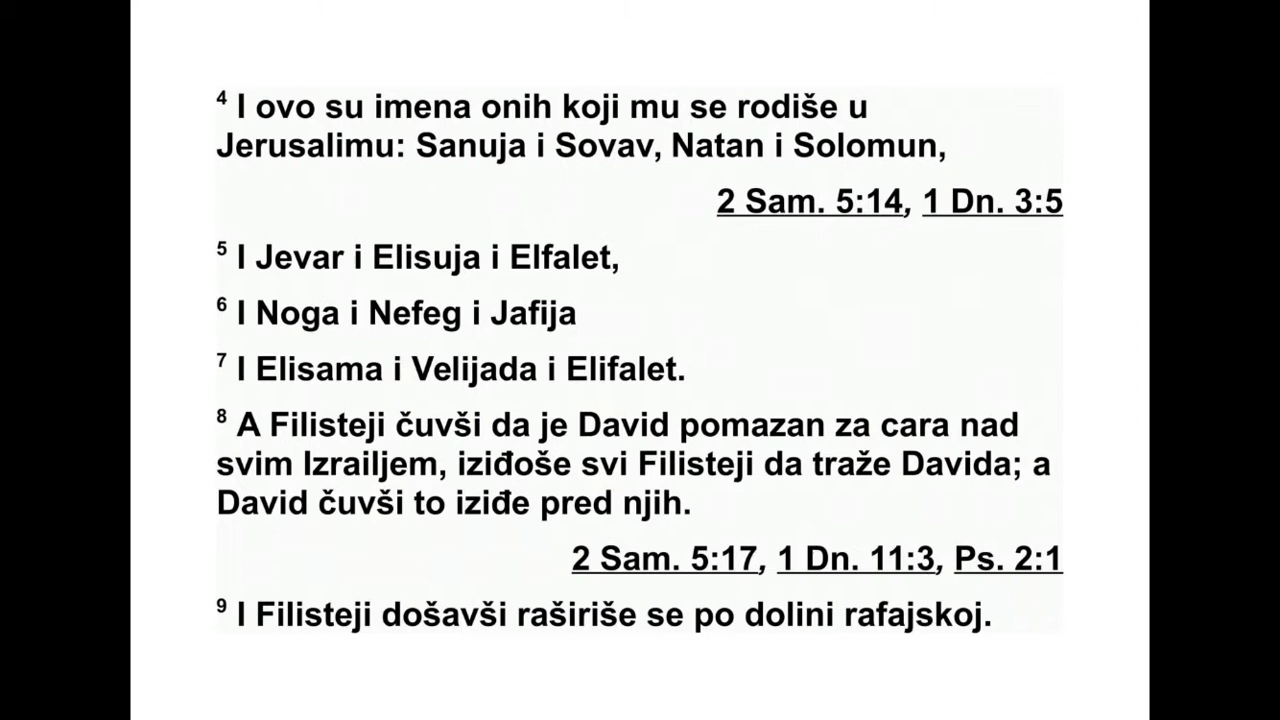 4 I ovo su imena onih koji mu se rodiše u
Jerusalimu: Sanuja i Sovav, Natan i Solomun,
2 Sam. 5:14, 1 Dn. 3:5
5 I Jevar i Elisuja i Elfalet,
6 I Noga i Nefeg i Jafija
7 I Elisama i Velijada i Elifalet.
8 A Filisteji čuvši da je David pomazan za cara nad
svim Izrailjem, iziđoše svi Filisteji da traže Davida; a
David čuvši to iziđe pred njih.
2 Sam. 5:17, 1 Dn. 11:3, Ps. 2:1
9 I Filisteji došavši raširiše se po dolini rafajskoj.